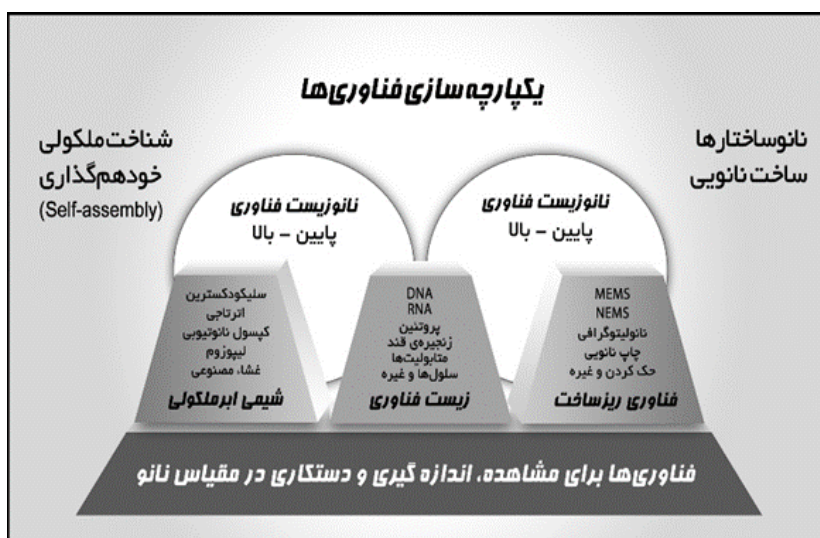 یکپارچه‌سازی فناوری‌ها
نانوساختارها
ساخت نانویی
شناخت ملکولی
خودهم‌گذاری
(Self-assembly)
نانوزیست فناوری
پایین - بالا
نانوزیست فناوری
پایین - بالا
MEMS
NEMS
نانولیتوگرافی
چاپ نانویی
حک کردن و غیره
فناوری ریزساخت
DNA
RNA
پروتئین
زنجیره‌ی قند
متابولیت‌ها
سلول‌ها و غیره
زیست فناوری
سلیکودکسترین
اترتاجی
کپسول نانوتیوبی
لیپوزوم
غشاء مصنوعی
شیمی ابرملکولی
فناوری‌ها برای مشاهده، اندازه گیری و دستکاری در مقیاس نانو